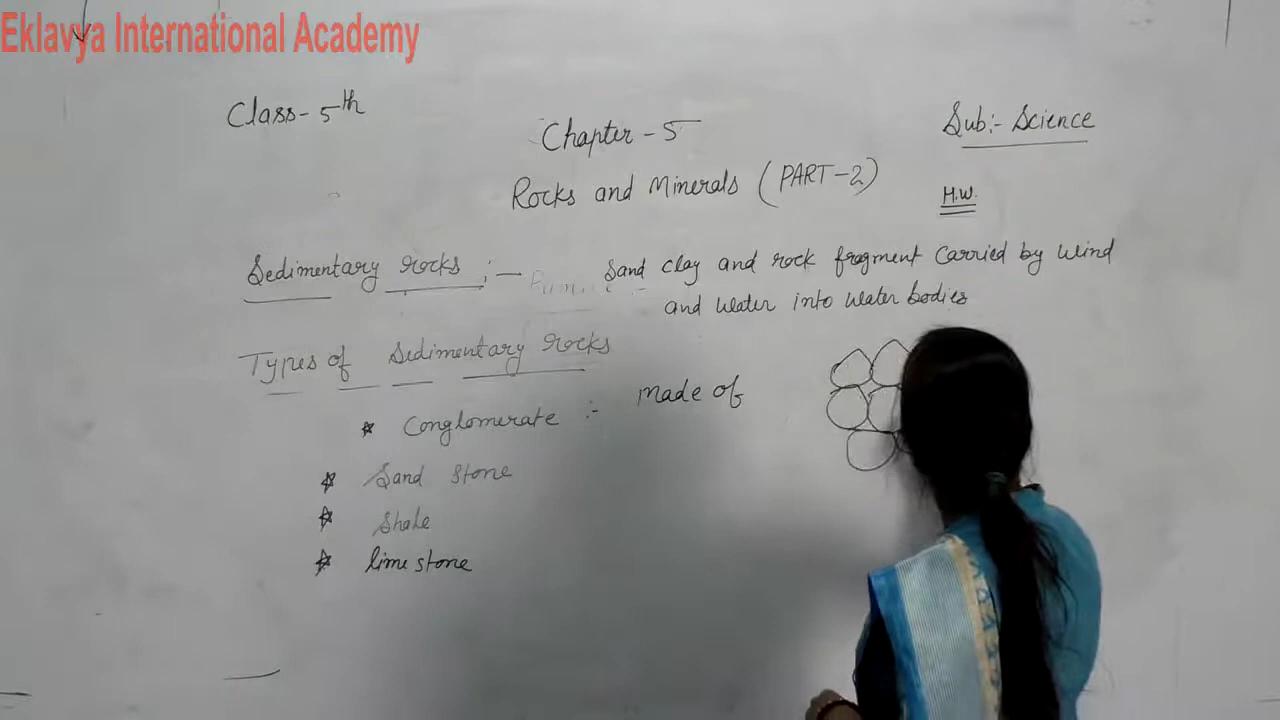 Eklavya International Academy
Class- 5th
Chapter - 5
Sub:- Science
Rocks and Minerals (PART-2)
H.W.
Sedimentary rocks :- Sand clay and rock fragment carried by wind
and water into water bodies
Types of Sedimentary rocks
* Conglomerate :- made of
* Sand stone
* Shale
* lime stone